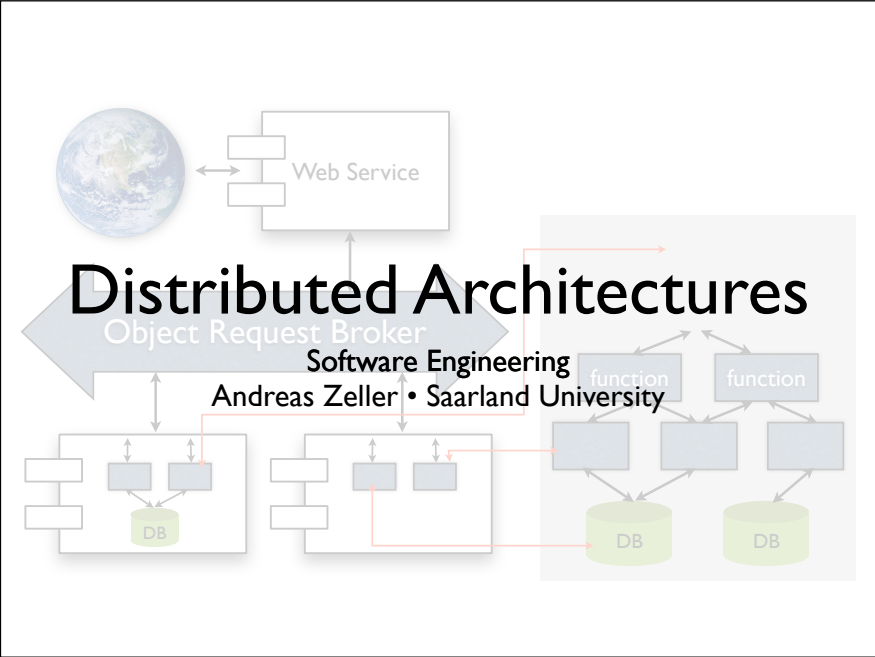 Web Service
Distributed Architectures
Object Request Broker
Software Engineering
Andreas Zeller • Saarland University
function
function
DB
DB
DB